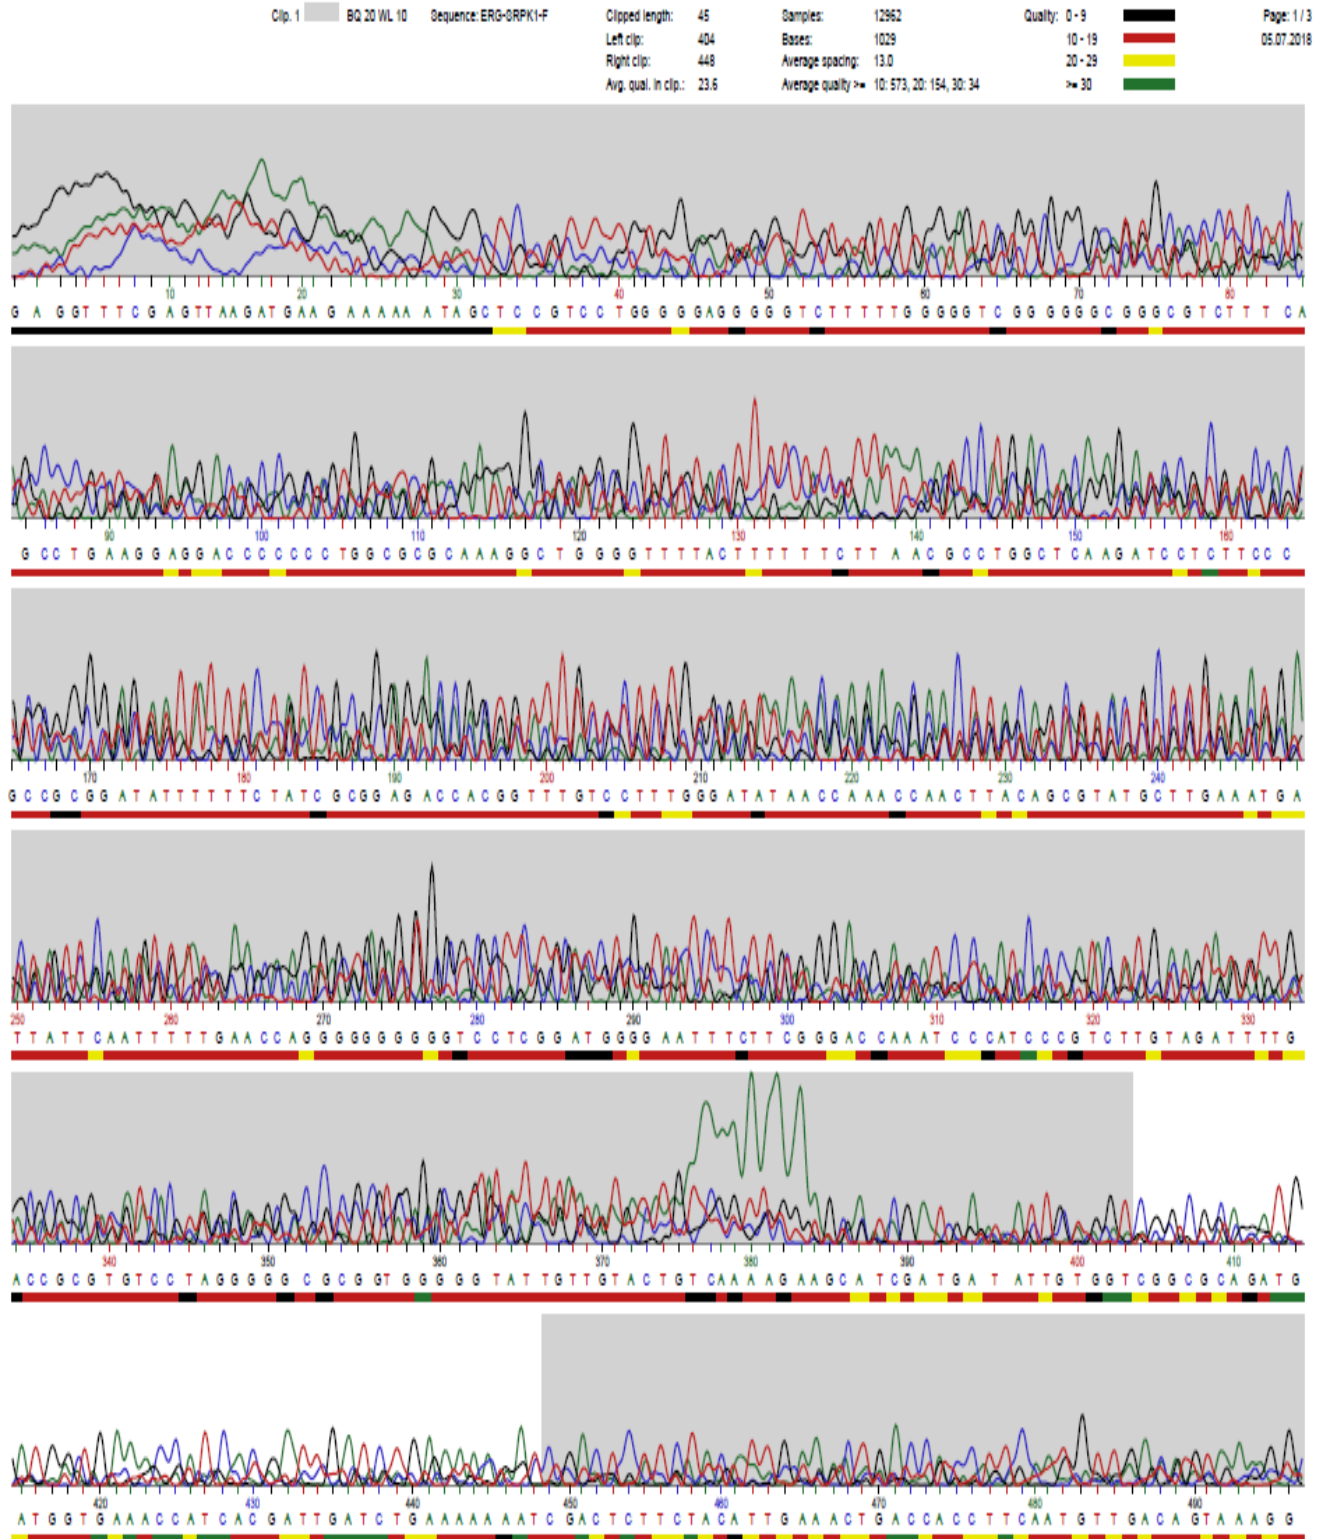 Clip. 1 BQ 20 WL 10 Sequence: ERG-SRPK1-F Clipped length: 45 Samples: 12962 Quality: 0 - 9 Page: 1 / 3
Left clip: 404 Bases: 1029 10 - 19 05.07.2018
Right clip: 448 Average spacing: 13.0 20 - 29
Avg. qual. in clip.: 23.6 Average quality >= 10: 573, 20: 154, 30: 34 >= 30
10 20 30 40 50 60 70 80
G A G G T T T C G A G T T A A G A T G A A G A A A A A A T A G C T C C G T C C T G G G G G A G G G G G G T C T T T T T G G G G G T C G G G G G G C G G G C G T C T T T C A
90 100 110 120 130 140 150 160
G C C T G A A G G A G G A C C C C C C C T G G C G C G C A A A G G C T G G G G T T T T A C T T T T T T C T T A A C G C C T G G C T C A A G A T C C T C T T C C C
170 180 190 200 210 220 230 240
G C C G C G G A T A T T T T T T C T A T C G C G G A G A C C A C G G T T T G T C C T T T G G G A T A T A A C C A A A C C A A C T T A C A G C G T A T G C T T G A A A T G A
250 260 270 280 290 300 310 320 330
T T A T T C A A T T T T T G A A C C A G G G G G G G G G G T C C T C G G A T G G G G A A T T T C T T C G G G A C C A A A T C C C A T C C C G T C T T G T A G A T T T T G
340 350 360 370 380 390 400 410
A C C G C G T G T C C T A G G G G G C G C G G T G G G G G T A T T G T T G T A C T G T C A A A A G A A G C A T C G A T G A T A T T G T G G T C G G C G C A G A T G
420 430 440 450 460 470 480 490
A T G G T G A A A C C A T C A C G A T T G A T C T G A A A A A A A T C G A C T C T T C T A C A T T G A A A C T G A C C A C C T T C A A T G T T G A C A G T A A A G G